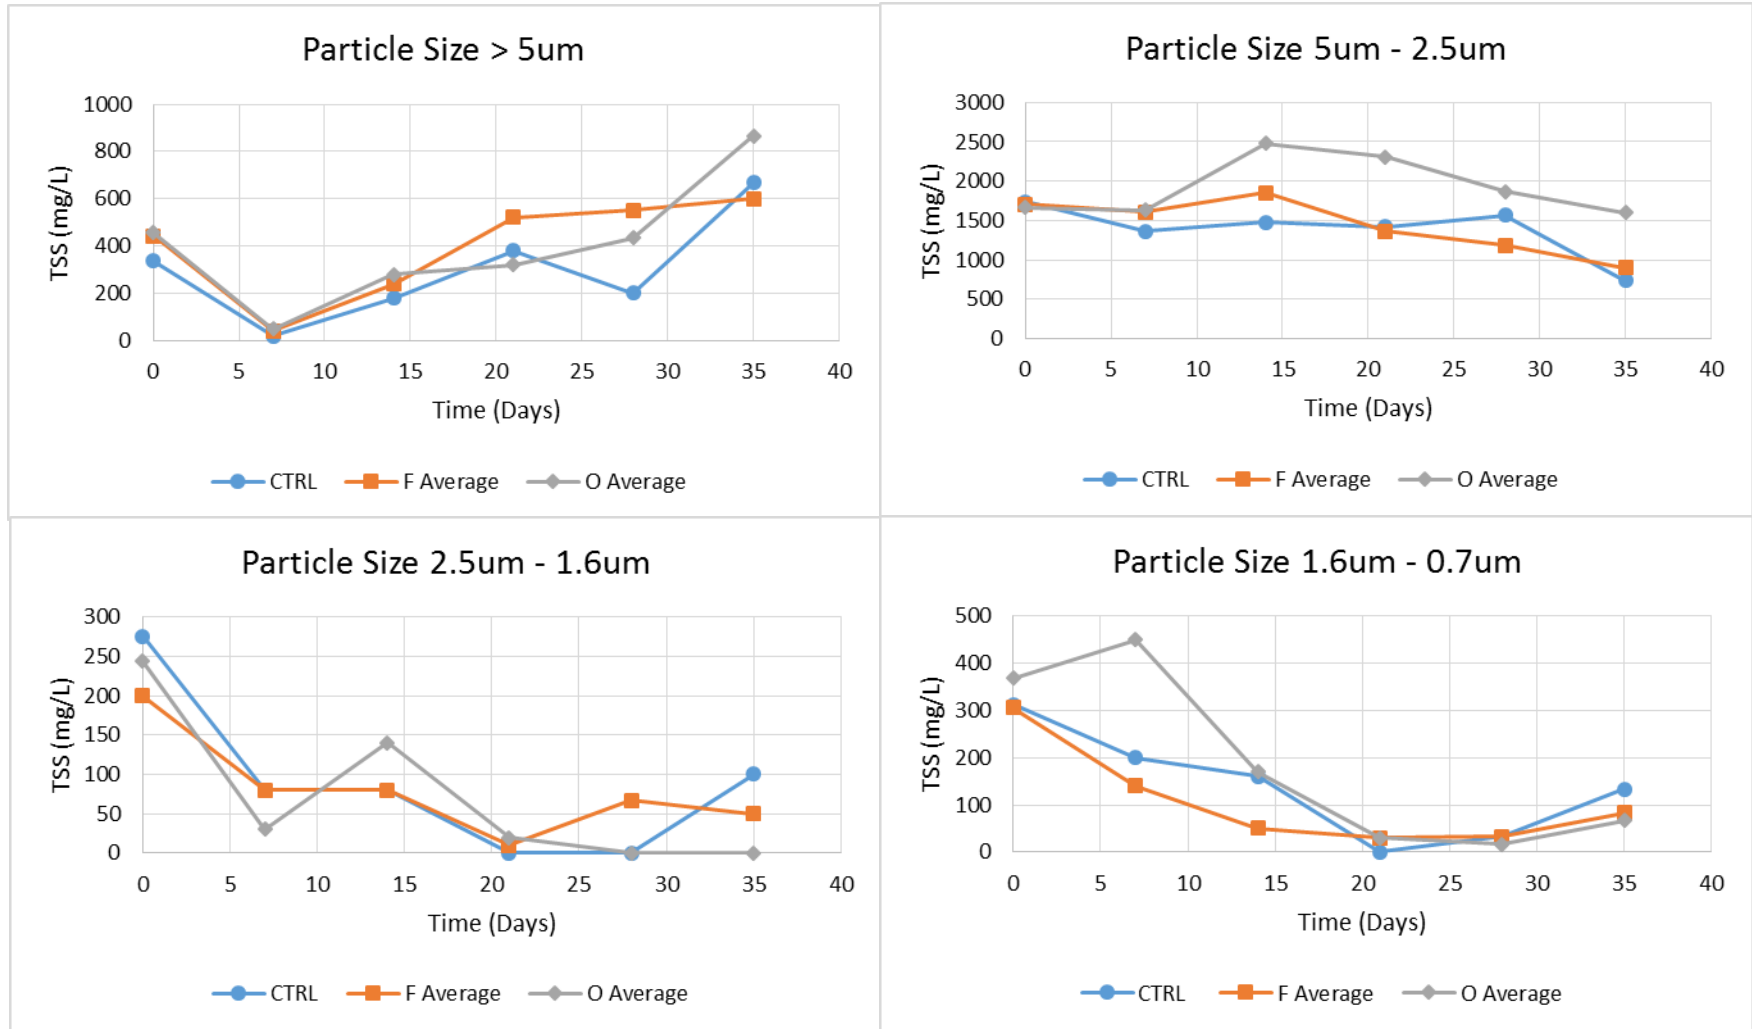 Particle Size > 5um
1000
800
600
400
200
0
TSS (mg/L)
0 5 10 15 20 25 30 35 40
Time (Days)
CTRL F Average O Average
Particle Size 5um - 2.5um
3000
2500
2000
1500
1000
500
0
TSS (mg/L)
0 5 10 15 20 25 30 35 40
Time (Days)
CTRL F Average O Average
Particle Size 2.5um - 1.6um
300
250
200
150
100
50
0
TSS (mg/L)
0 5 10 15 20 25 30 35 40
Time (Days)
CTRL F Average O Average
Particle Size 1.6um - 0.7um
500
400
300
200
100
0
TSS (mg/L)
0 5 10 15 20 25 30 35 40
Time (Days)
CTRL F Average O Average